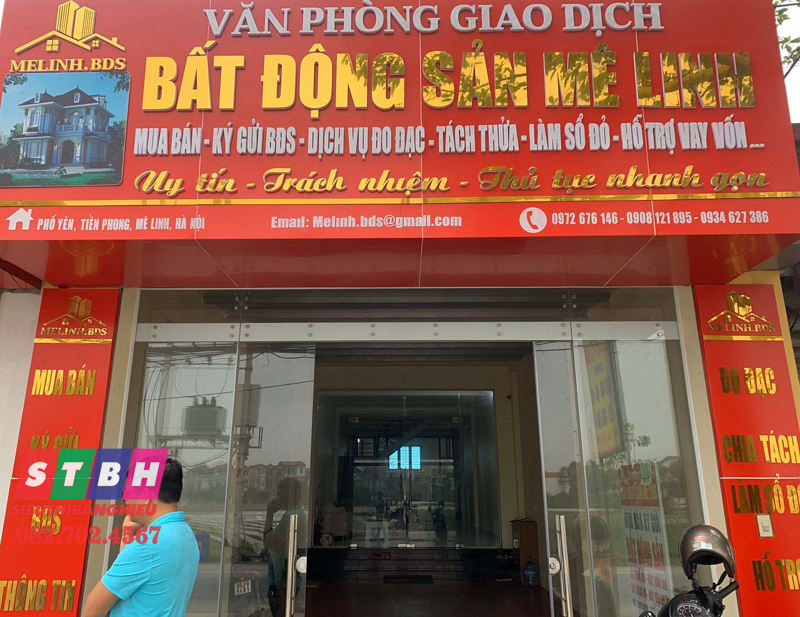 VĂN PHÒNG GIAO DỊCH
MELINH.BDS
BẤT ĐỘNG SẢN MÊ LINH
MUA BÁN - KÝ GỬI BĐS - DỊCH VỤ ĐO ĐẠC - TÁCH THỬA - LÀM SỔ ĐỎ - HỖ TRỢ VAY VỐN ...
Uy tín - Trách nhiệm - Thủ tục nhanh gọn
PHỐ YÊN, TIỀN PHONG, MÊ LINH, HÀ NỘI
Email: Melinh.bds@gmail.com
0972 676 146 - 0908 121 895 - 0934 627 386
MELINH.BDS
MUA BÁN
KÝ GỬI
BĐS
THÔNG TIN
STBH
SIEUTHIBANGHIEU
MELINH.BDS
ĐO ĐẠC
CHIA TÁCH
LÀM SỔ Đ
HỖ TRỢ